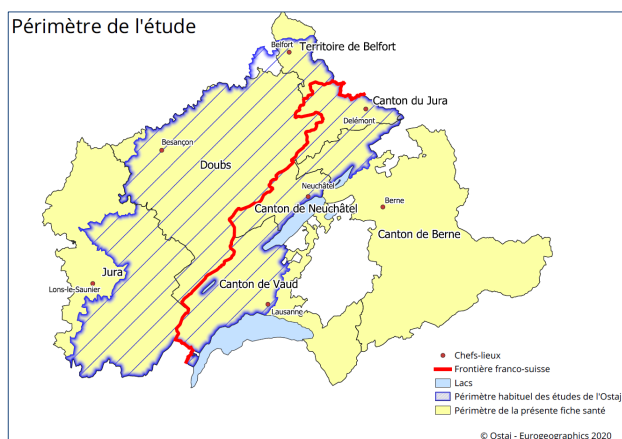 Périmètre de l'étude
Belfort
Territoire de Belfort
Canton du Jura
Delémont
Besançon
Doubs
Neuchâtel
Berne
Canton de Neuchâtel
Canton de Berne
Jura
Canton de Vaud
Lons-le-Saunier
Lausanne
Chefs-lieux
Frontière franco-suisse
Lacs
Périmètre habituel des études de l'Ostaj
Périmètre de la présente fiche santé
© Ostaj - Eurogeographics 2020